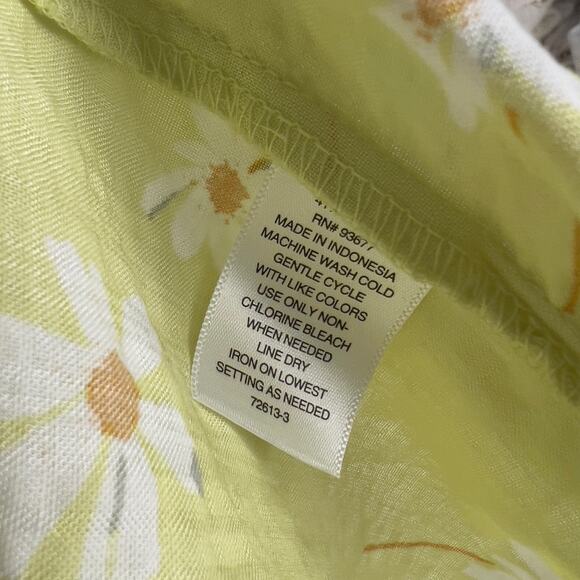 RN# 93677
MADE IN INDONESIA
MACHINE WASH COLD
GENTLE CYCLE
WITH LIKE COLORS
USE ONLY NON-
CHLORINE BLEACH
WHEN NEEDED
LINE DRY
IRON ON LOWEST
SETTING AS NEEDED
72613-3